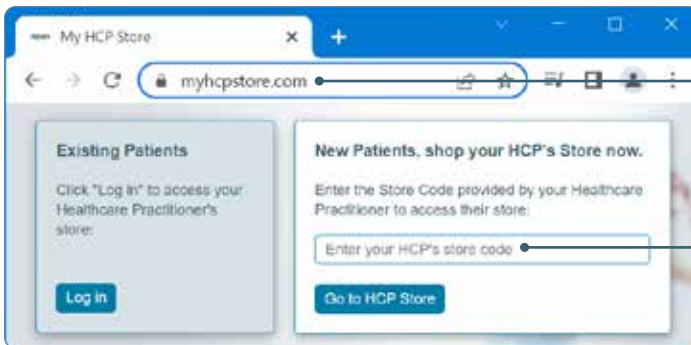 My HCP Store
myhcpstore.com
Existing Patients
Click "Log in" to access your
Healthcare Practitioner's
store:
Log in
New Patients, shop your HCP's Store now.
Enter the Store Code provided by your Healthcare
Practitioner to access their store:
Enter your HCP's store code
Go to HCP Store